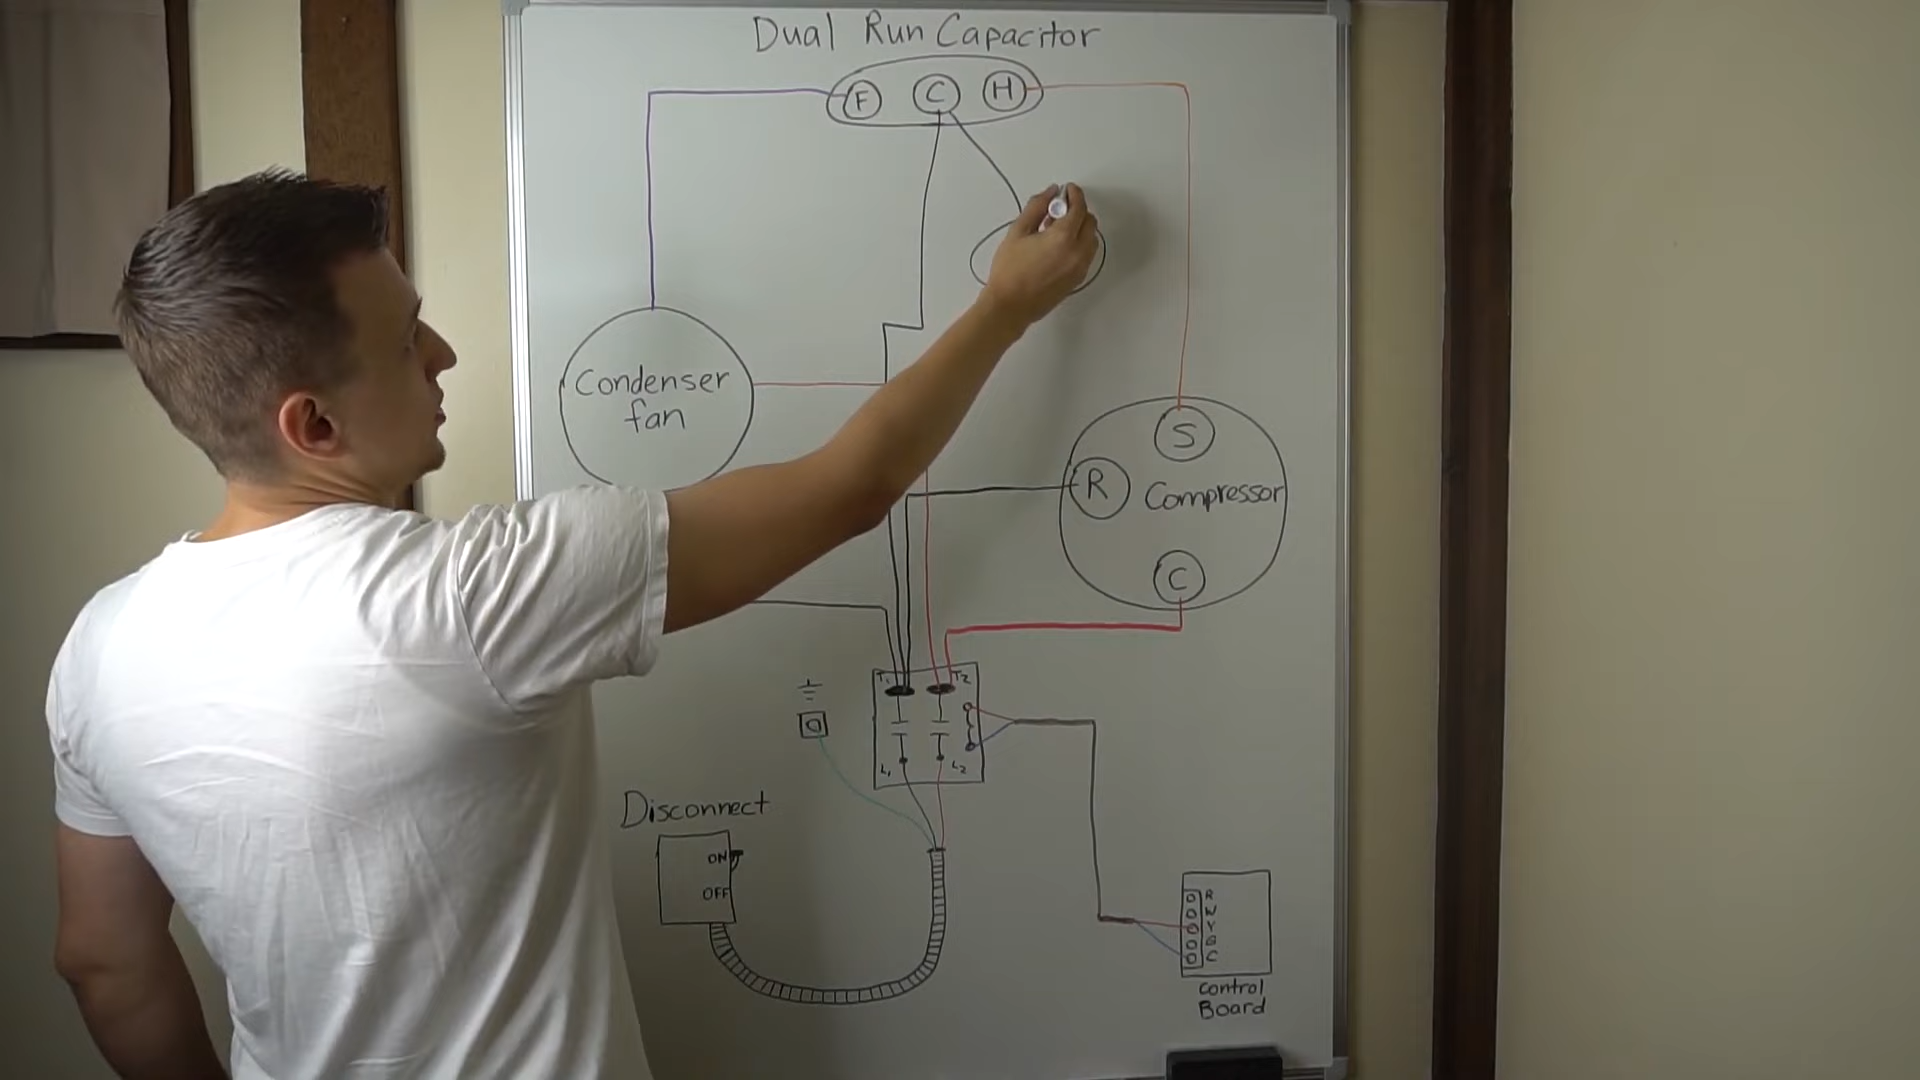 Dual Run Capacitor
F C H
Condenser
fan
S
R Compressor
C
T1 T2
L1 L2
Disconnect
ON
OFF
R
W
Y
G
C
Control
Board